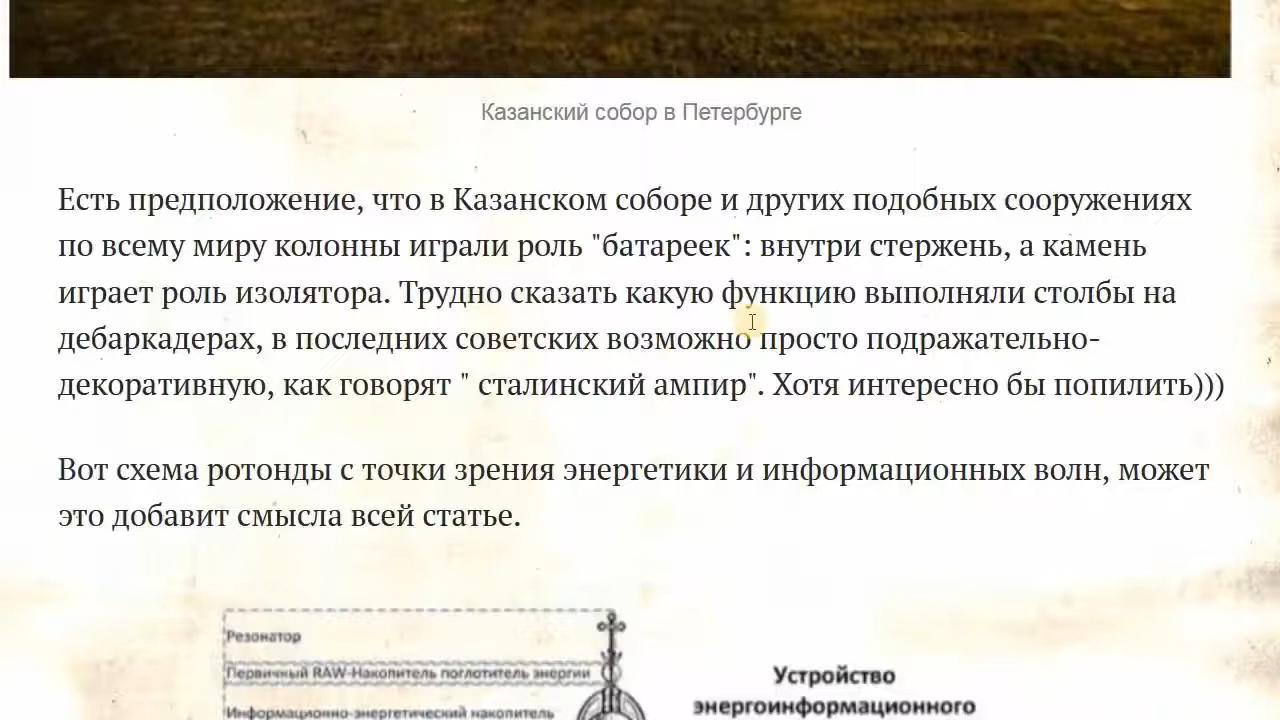 Казанский собор в Петербурге
Есть предположение, что в Казанском соборе и других подобных сооружениях
по всему миру колонны играли роль "батареек": внутри стержень, а камень
играет роль изолятора. Трудно сказать какую функцию выполняли столбы на
дебаркадерах, в последних советских возможно просто подражательно-
декоративную, как говорят " сталинский ампир". Хотя интересно бы попилить)))
Вот схема ротонды с точки зрения энергетики и информационных волн, может
это добавит смысла всей статье.
Резонатор
Первичный RAW-Накопитель поглотитель энергии
Информационно-энергетический накопитель
Устройство
энергоинформационного